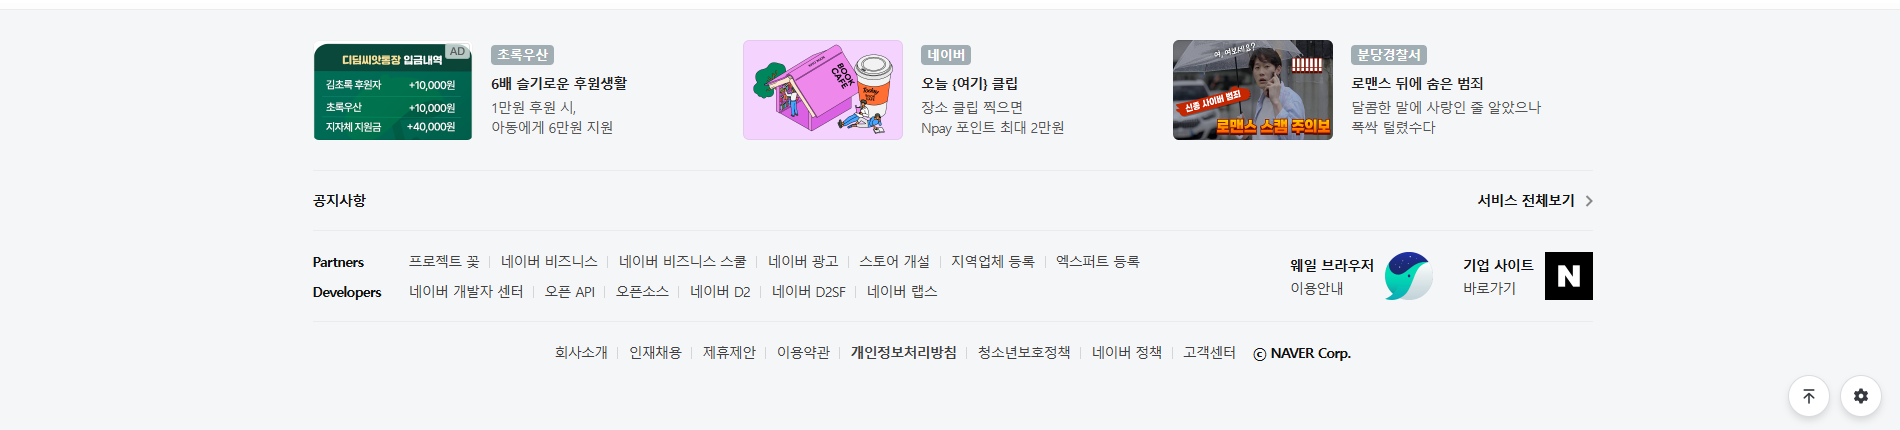 AD
디딤씨앗통장 입금내역
김초록 후원자 +10,000원
초록우산 +10,000원
지자체 지원금 +40,000원
초록우산
6배 슬기로운 후원생활
1만원 후원 시,
아동에게 6만원 지원
BOOK CAFE
Today
BOOK
CAFE
네이버
오늘 {여기} 클립
장소 클립 찍으면
Npay 포인트 최대 2만원
여, 여보세요?
신종 사이버 범죄
로맨스 스캠 주의보
분당경찰서
로맨스 뒤에 숨은 범죄
달콤한 말에 사랑인 줄 알았으나
폭싹 털렸수다
공지사항
서비스 전체보기
Partners 프로젝트 꽃 네이버 비즈니스 네이버 비즈니스 스쿨 네이버 광고 스토어 개설 지역업체 등록 엑스퍼트 등록
Developers 네이버 개발자 센터 오픈 API 오픈소스 네이버 D2 네이버 D2SF 네이버 랩스
웨일 브라우저
이용안내
기업 사이트
바로가기
N
회사소개 인재채용 제휴제안 이용약관 개인정보처리방침 청소년보호정책 네이버 정책 고객센터 ⓒ NAVER Corp.